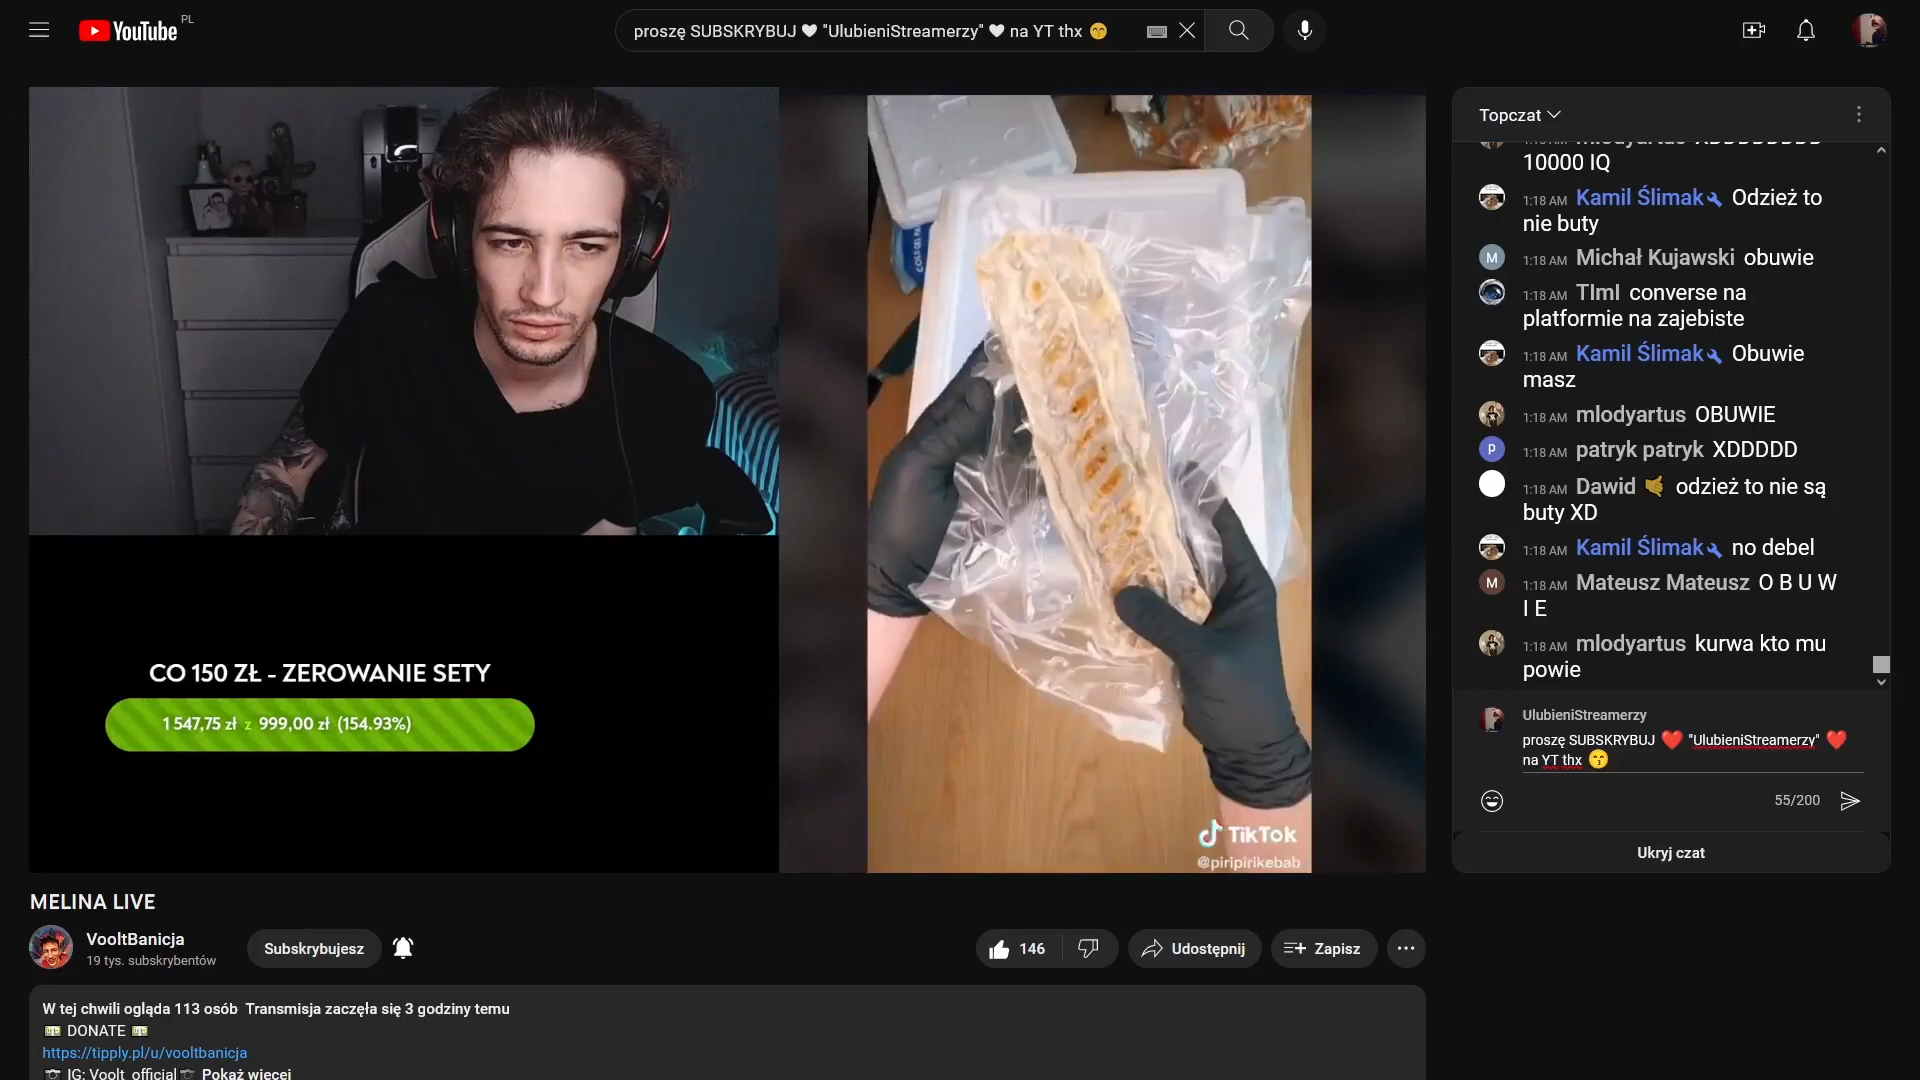 YouTube PL
proszę SUBSKRYBUJ 🤍 "UlubieniStreamerzy" 🤍 na YT thx 😙
CO 150 ZŁ - ZEROWANIE SETY
1 547,75 zł z 999,00 zł (154.93%)
TikTok
@piripirikebab
Topczat
10000 IQ
1:18 AM Kamil Ślimak Odzież to
nie buty
M 1:18 AM Michał Kujawski obuwie
1:18 AM TImI converse na
platformie na zajebiste
1:18 AM Kamil Ślimak Obuwie
masz
1:18 AM mlodyartus OBUWIE
P 1:18 AM patryk patryk XDDDDD
1:18 AM Dawid 🤙 odzież to nie są
buty XD
1:18 AM Kamil Ślimak no debel
M 1:18 AM Mateusz Mateusz O B U W
I E
1:18 AM mlodyartus kurwa kto mu
powie
UlubieniStreamerzy
proszę SUBSKRYBUJ ❤️ "UlubieniStreamerzy" ❤️
na YT thx 😙
55/200
Ukryj czat
MELINA LIVE
VooltBanicja
19 tys. subskrybentów
Subskrybujesz
146
Udostępnij
Zapisz
W tej chwili ogląda 113 osób Transmisja zaczęła się 3 godziny temu
💵 DONATE 💵
https://tipply.pl/u/vooltbanicja
📷 IG: Voolt_official📷 Pokaż więcej